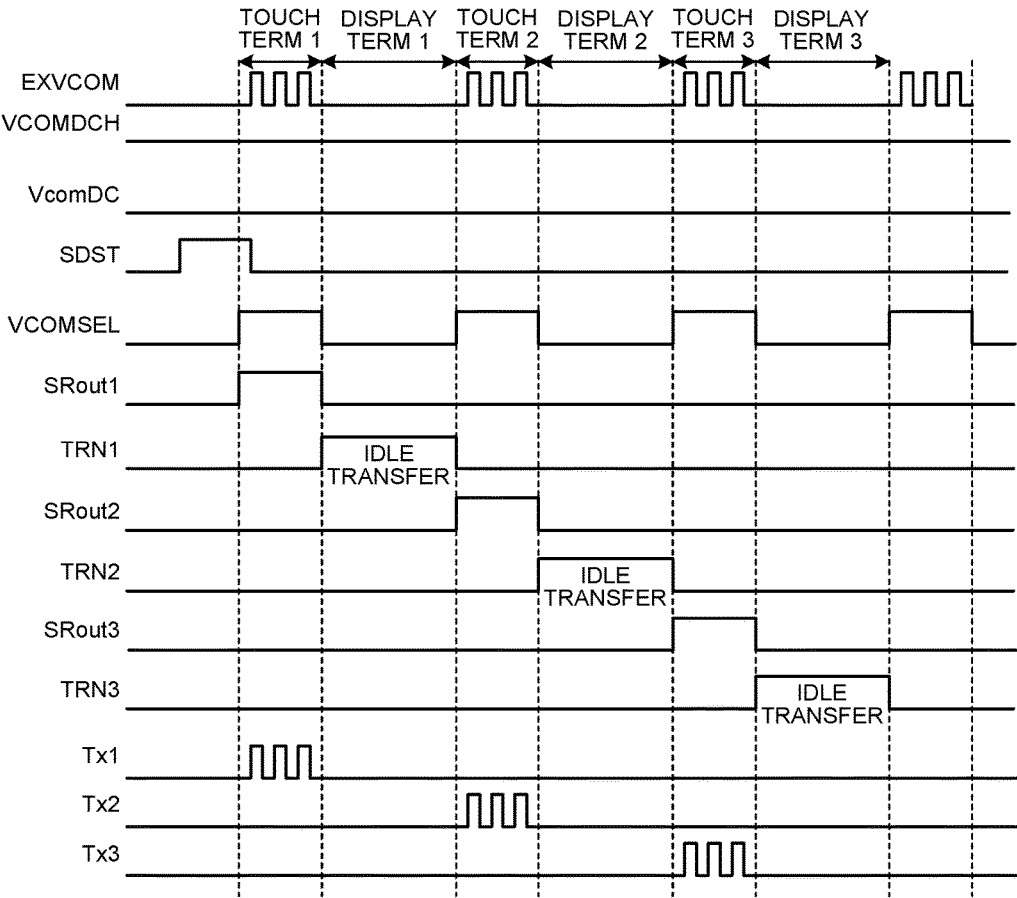 TOUCH DISPLAY TOUCH DISPLAY TOUCH DISPLAY
TERM 1 TERM 1 TERM 2 TERM 2 TERM 3 TERM 3
EXVCOM
VCOMDCH
VcomDC
SDST
VCOMSEL
SRout1
TRN1
IDLE
TRANSFER
SRout2
TRN2
IDLE
TRANSFER
SRout3
TRN3
IDLE
TRANSFER
Tx1
Tx2
Tx3